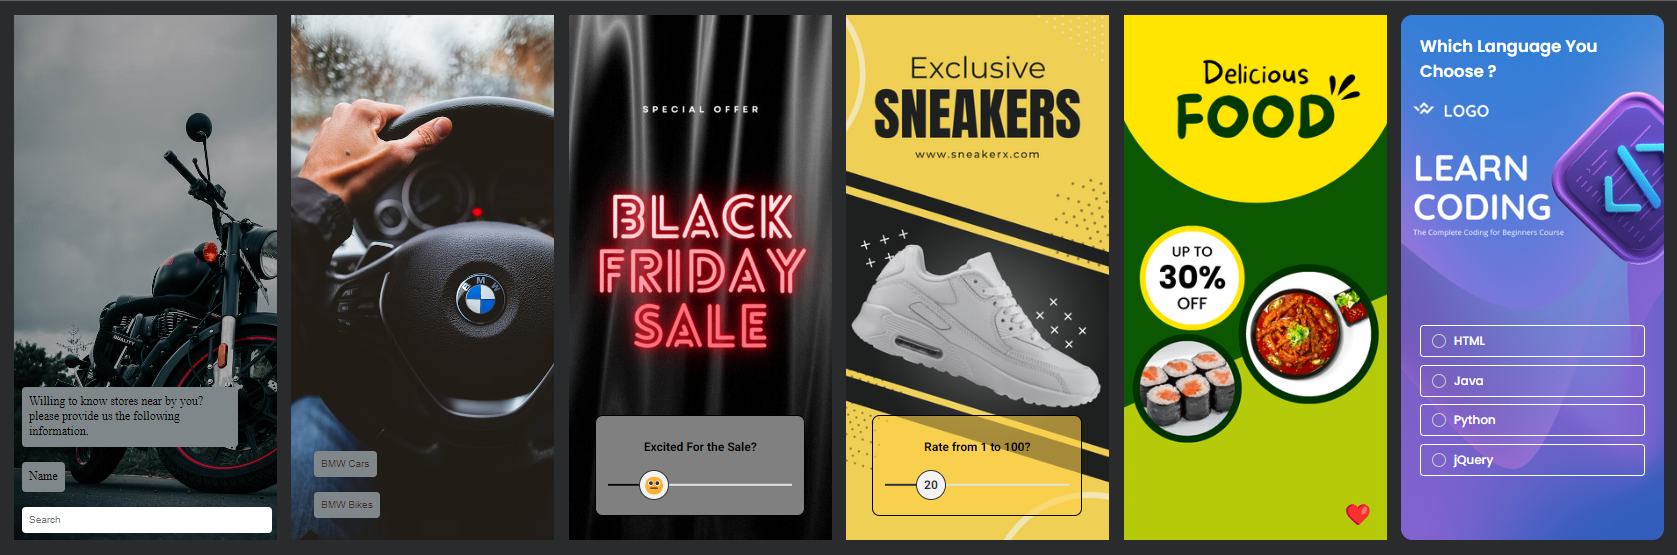 Willing to know stores near by you?
please provide us the following
information.
Name
Search
BMW
BMW Cars
BMW Bikes
SPECIAL OFFER
BLACK
FRIDAY
SALE
Excited For the Sale?
Exclusive
SNEAKERS
www.sneakerx.com
Rate from 1 to 100?
20
Delicious
FOOD
UP TO
30%
OFF
Which Language You
Choose ?
LOGO
LEARN
CODING
The Complete Coding for Beginners Course
HTML
Java
Python
jQuery